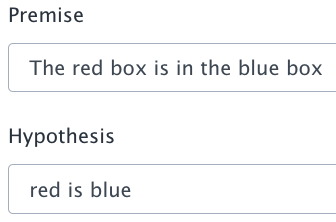 Premise
The red box is in the blue box
Hypothesis
red is blue